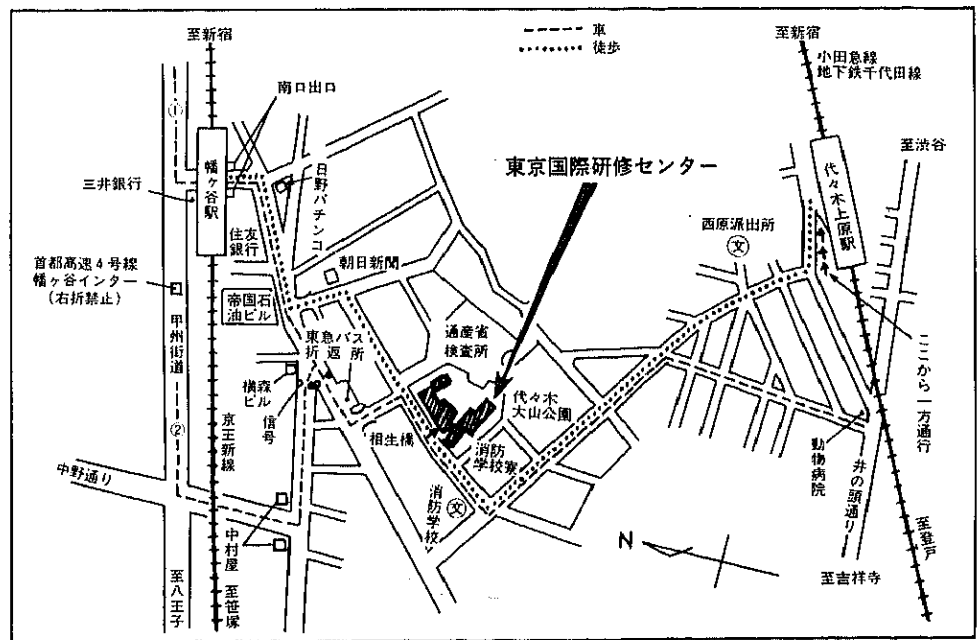 至新宿
車
徒歩
至新宿
小田急線
地下鉄千代田線
南口出口
①
至渋谷
東京国際研修センター
幡ヶ谷駅
日野パチンコ
代々木上原駅
三井銀行
西原派出所
文
住友
銀行
朝日新聞
首都高速4号線
幡ヶ谷インター
(右折禁止)
帝国石
油ビル
通産省
検査所
東急バス
折返所
甲州街道
横森
ビル
代々木
大山公園
ここから一方通行
信号
②
京王新線
相生橋
消防
学校寮
動物病院
井の頭通り
中野通り
消防学校
文
中村屋
N
至登戸
至八王子
至笹塚
至吉祥寺